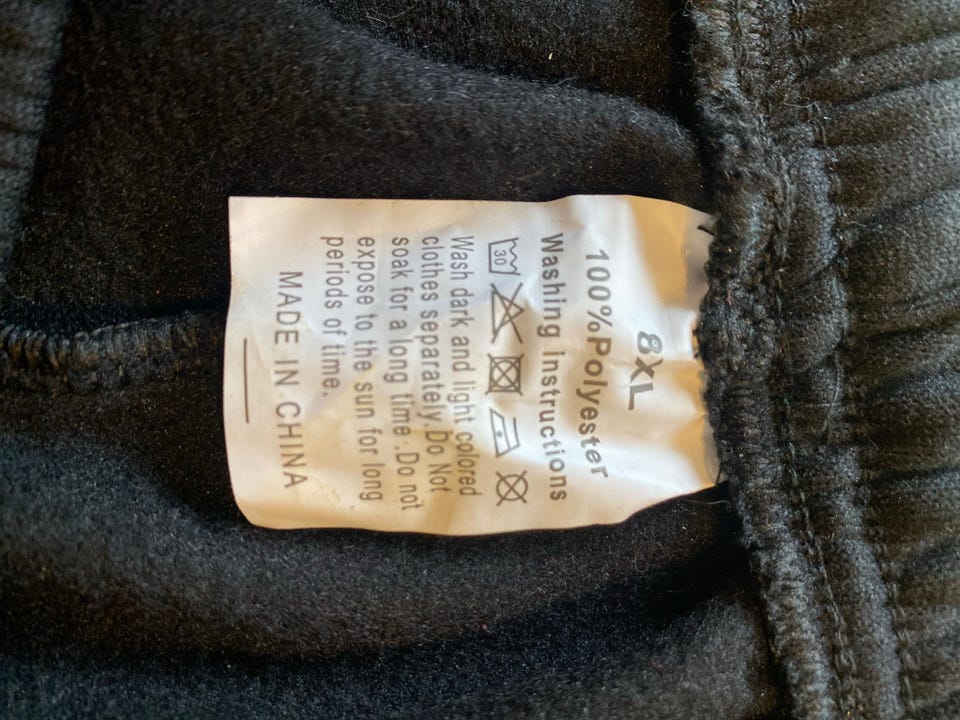 8XL
100%Polyester
Washing instructions
30
Wash dark and light colored
clothes separately.Do Not
soak for a long time .Do not
expose to the sun for long
periods of time.
MADE IN CHINA